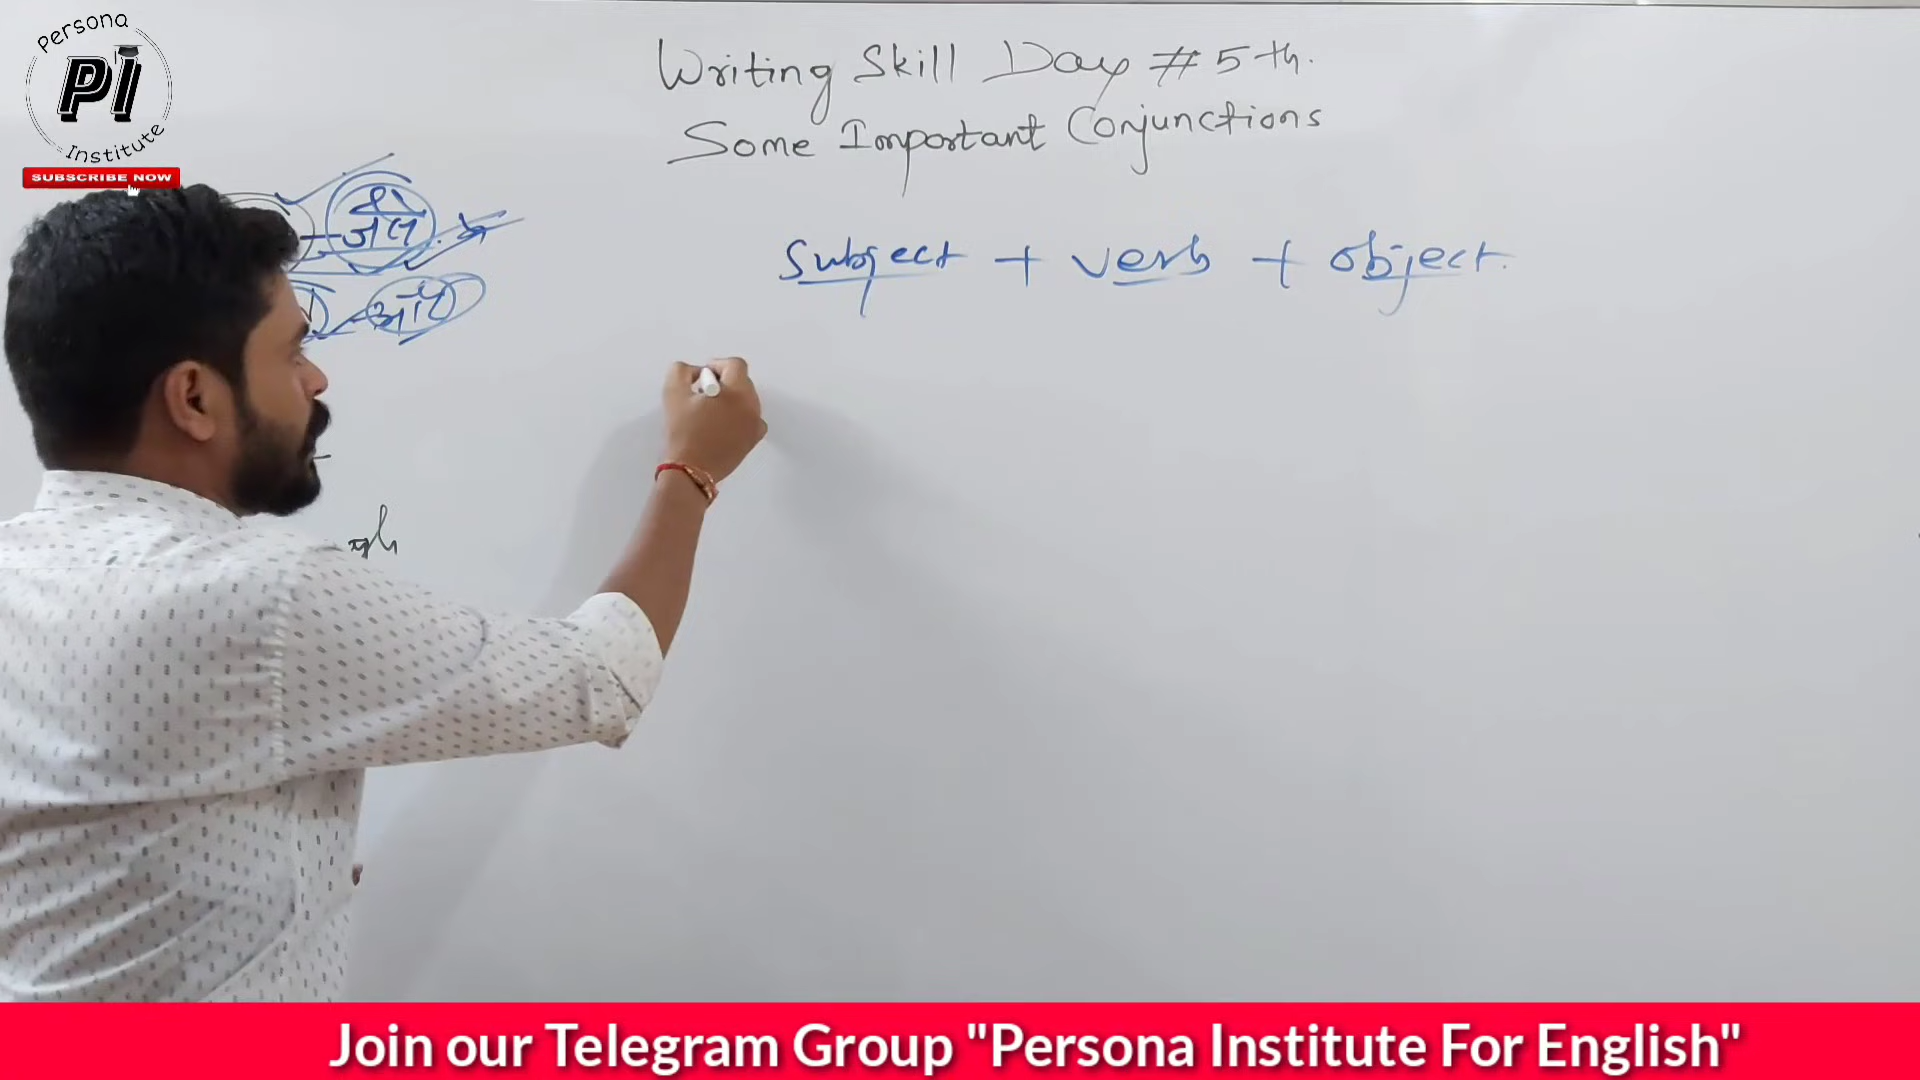 Persona
PI
Institute
SUBSCRIBE NOW
Writing Skill Day # 5th.
Some Important Conjunctions
Subject + verb + object.
और
Join our Telegram Group "Persona Institute For English"